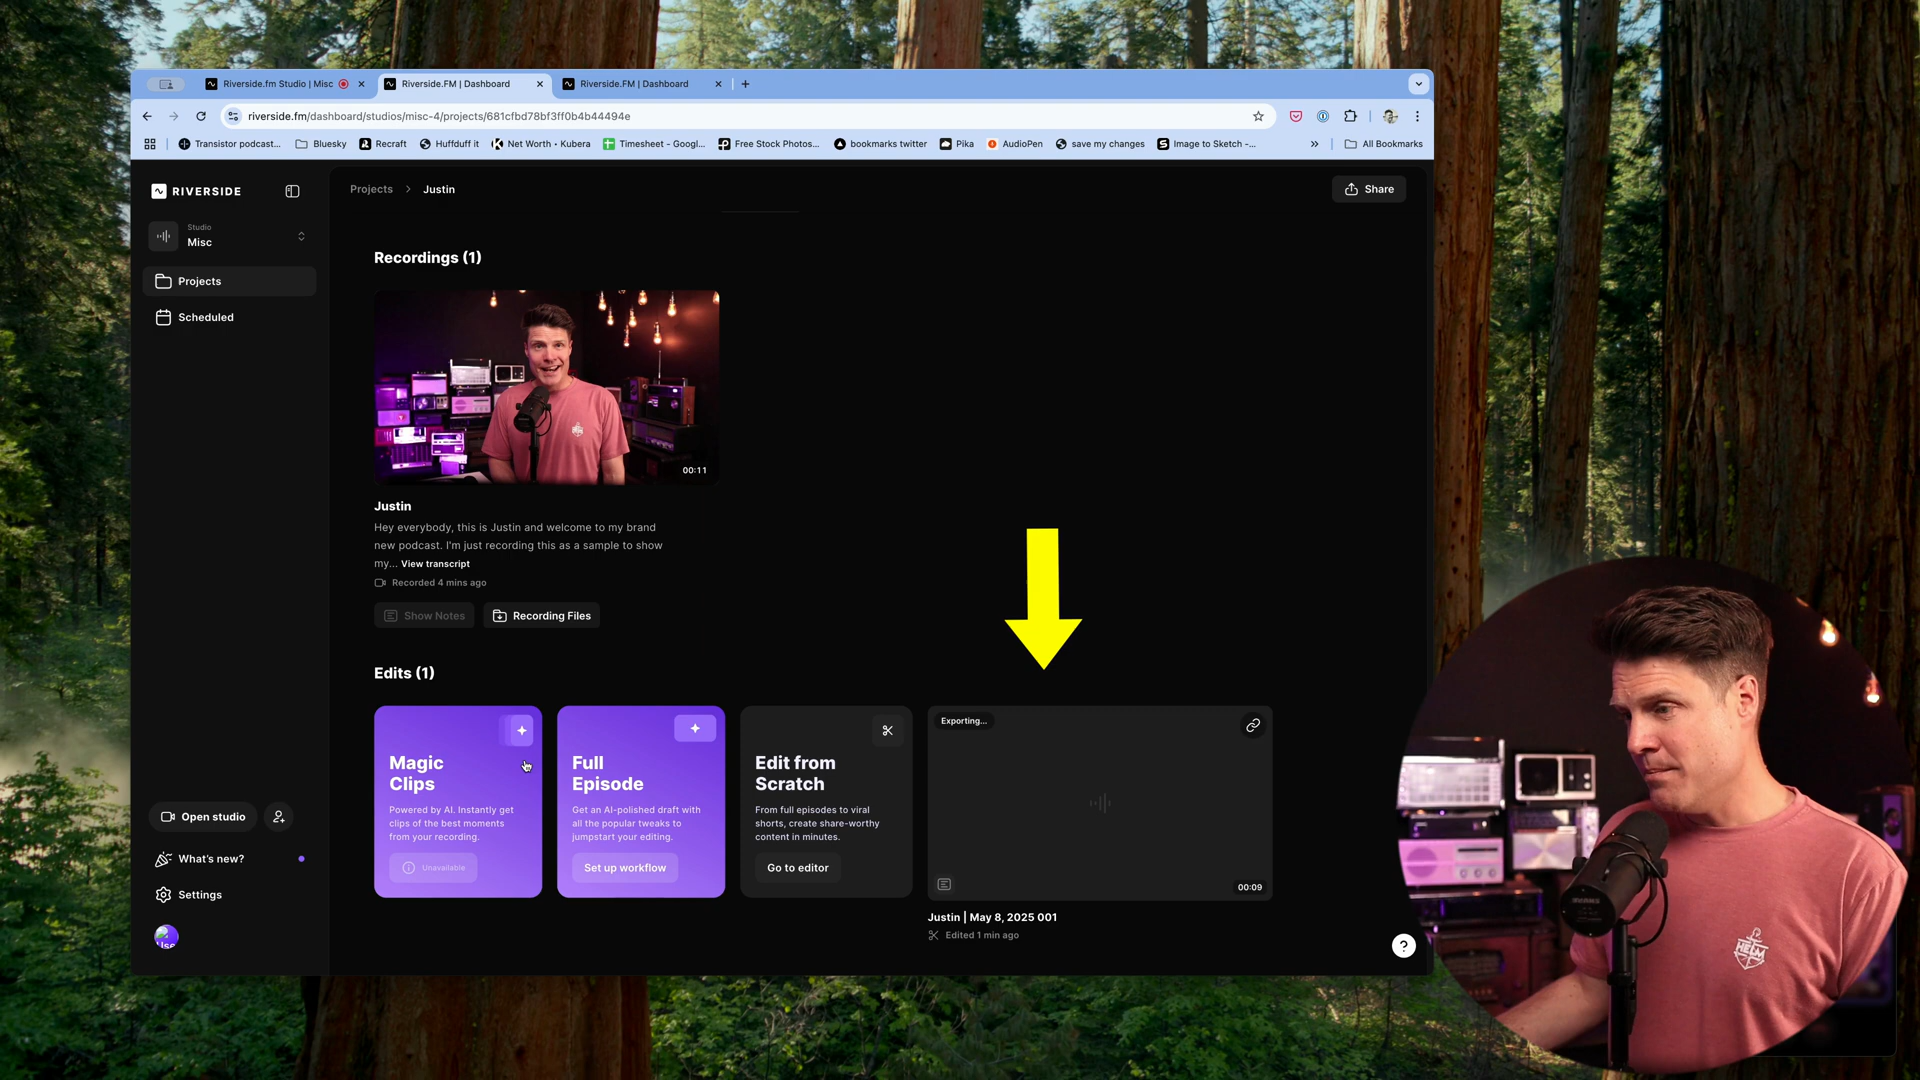 Riverside.fm Studio | Misc
Riverside.FM | Dashboard
Riverside.FM | Dashboard
riverside.fm/dashboard/studios/misc-4/projects/681cfbd78bf3ff0b4b44494e
Transistor podcast...
Bluesky
Recraft
Huffduff it
Net Worth • Kubera
Timesheet - Googl...
Free Stock Photos...
bookmarks twitter
Pika
AudioPen
save my changes
Image to Sketch -...
All Bookmarks
RIVERSIDE
Studio
Misc
Projects
Scheduled
Open studio
What's new?
Settings
Projects > Justin
Share
Recordings (1)
00:11
Justin
Hey everybody, this is Justin and welcome to my brand
new podcast. I'm just recording this as a sample to show
my... View transcript
Recorded 4 mins ago
Show Notes
Recording Files
Edits (1)
Magic
Clips
Powered by AI. Instantly get
clips of the best moments
from your recording.
Unavailable
Full
Episode
Get an AI-polished draft with
all the popular tweaks to
jumpstart your editing.
Set up workflow
Edit from
Scratch
From full episodes to viral
shorts, create share-worthy
content in minutes.
Go to editor
Exporting...
00:09
Justin | May 8, 2025 001
Edited 1 min ago
?
HELM